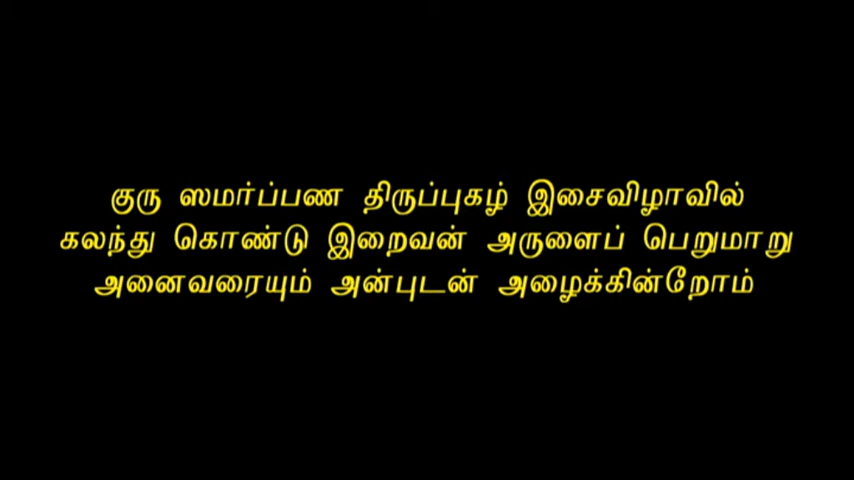 குரு ஸமர்ப்பண திருப்புகழ் இசைவிழாவில்
கலந்து கொண்டு இறைவன் அருளைப் பெறுமாறு
அனைவரையும் அன்புடன் அழைக்கின்றோம்